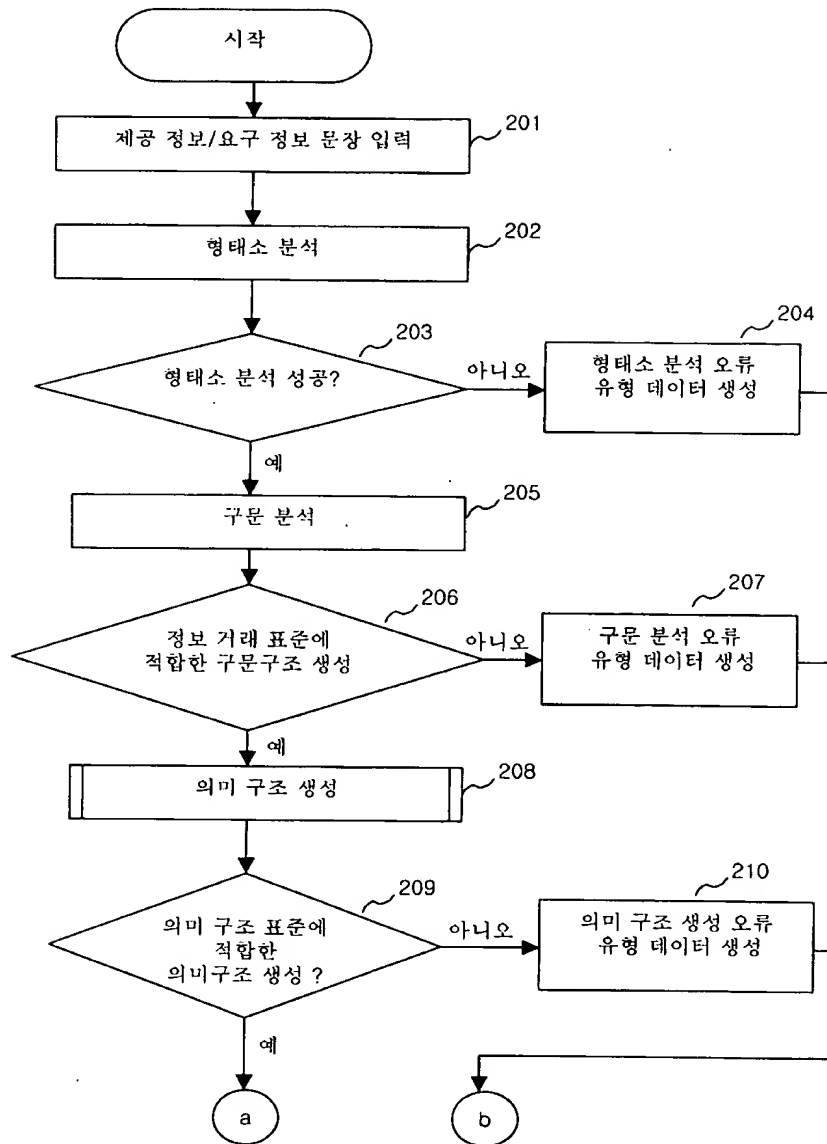 시작
제공 정보/요구 정보 문장 입력
201
형태소 분석
202
형태소 분석 성공?
203
아니오
형태소 분석 오류
유형 데이터 생성
204
예
구문 분석
205
정보 거래 표준에
적합한 구문구조 생성
206
아니오
구문 분석 오류
유형 데이터 생성
207
예
의미 구조 생성
208
의미 구조 표준에
적합한
의미구조 생성 ?
209
아니오
의미 구조 생성 오류
유형 데이터 생성
210
예
a
b